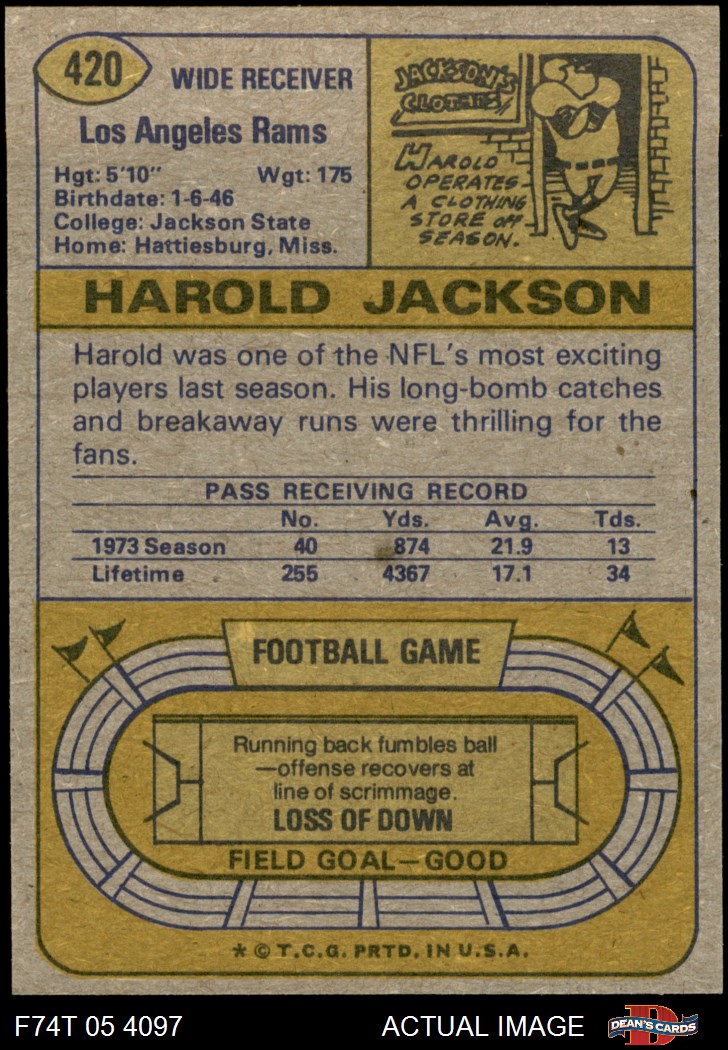 420
WIDE RECEIVER
Los Angeles Rams
Hgt: 5'10" Wgt: 175
Birthdate: 1-6-46
College: Jackson State
Home: Hattiesburg, Miss.
JACKSON'S
CLOTHES
HAROLD
OPERATES
A CLOTHING
STORE OFF
SEASON.
HAROLD JACKSON
Harold was one of the NFL's most exciting
players last season. His long-bomb catches
and breakaway runs were thrilling for the
fans.
PASS RECEIVING RECORD
No. Yds. Avg. Tds.
1973 Season 40 874 21.9 13
Lifetime 255 4367 17.1 34
FOOTBALL GAME
Running back fumbles ball
—offense recovers at
line of scrimmage.
LOSS OF DOWN
FIELD GOAL—GOOD
* © T.C.G. PRTD. IN U.S.A.
F74T 05 4097 ACTUAL IMAGE
D
DEAN'S CARDS